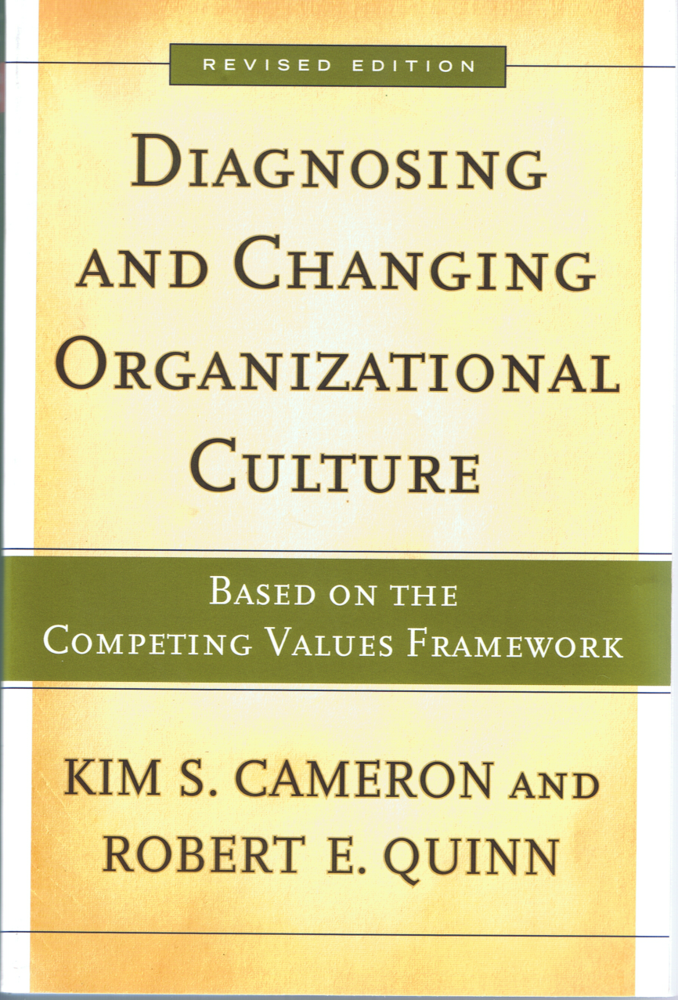 REVISED EDITION
DIAGNOSING
AND CHANGING
ORGANIZATIONAL
CULTURE
BASED ON THE
COMPETING VALUES FRAMEWORK
KIM S. CAMERON AND
ROBERT E. QUINN